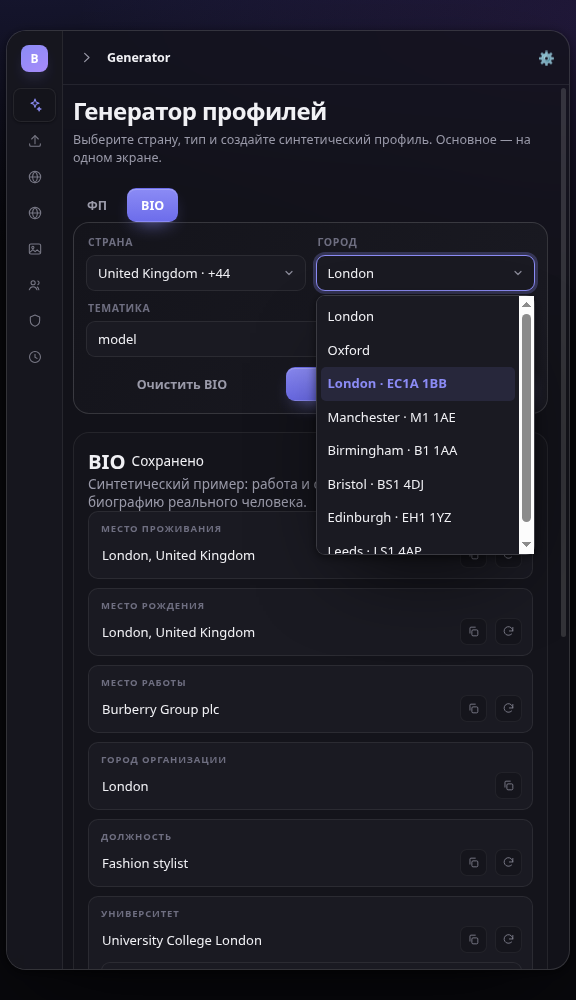 B
Generator
Генератор профилей
Выберите страну, тип и создайте синтетический профиль. Основное — на
одном экране.
ФП
BIO
СТРАНА
ГОРОД
United Kingdom · +44
London
ТЕМАТИКА
model
London
Oxford
London · EC1A 1BB
Manchester · M1 1AE
Birmingham · B1 1AA
Bristol · BS1 4DJ
Edinburgh · EH1 1YZ
Leeds · LS1 4AP
Очистить BIO
BIO Сохранено
Синтетический пример: работа и
биографию реального человека.
МЕСТО ПРОЖИВАНИЯ
London, United Kingdom
МЕСТО РОЖДЕНИЯ
London, United Kingdom
МЕСТО РАБОТЫ
Burberry Group plc
ГОРОД ОРГАНИЗАЦИИ
London
ДОЛЖНОСТЬ
Fashion stylist
УНИВЕРСИТЕТ
University College London